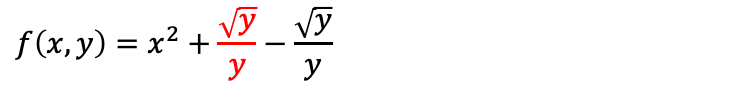 f(x, y) = x² + √y/y − √y/y